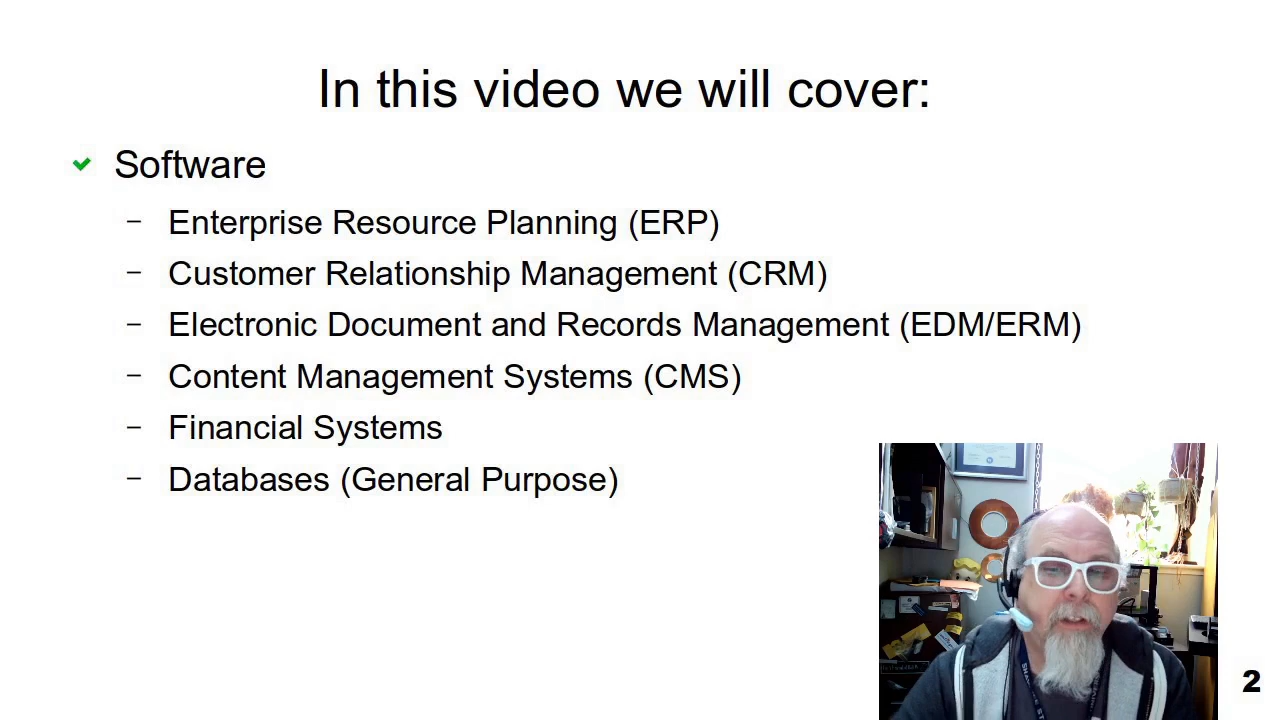 In this video we will cover:
Software
– Enterprise Resource Planning (ERP)
– Customer Relationship Management (CRM)
– Electronic Document and Records Management (EDM/ERM)
– Content Management Systems (CMS)
– Financial Systems
– Databases (General Purpose)
2